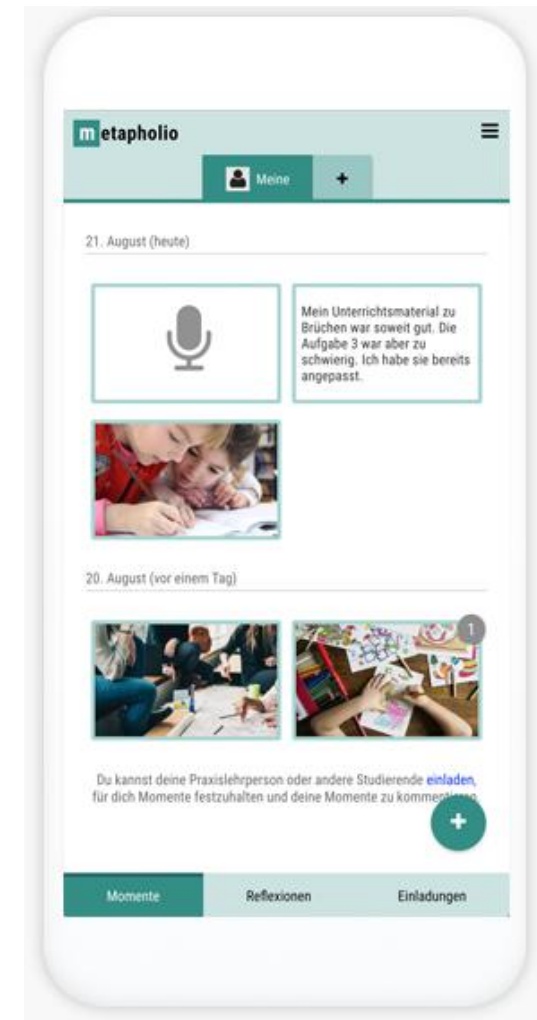 metapholio
Meine +
21. August (heute)
Mein Unterrichtsmaterial zu
Brüchen war soweit gut. Die
Aufgabe 3 war aber zu
schwierig. Ich habe sie bereits
angepasst.
20. August (vor einem Tag)
1
Du kannst deine Praxislehrperson oder andere Studierende einladen,
für dich Momente festzuhalten und deine Momente zu kommentieren.
+
Momente Reflexionen Einladungen